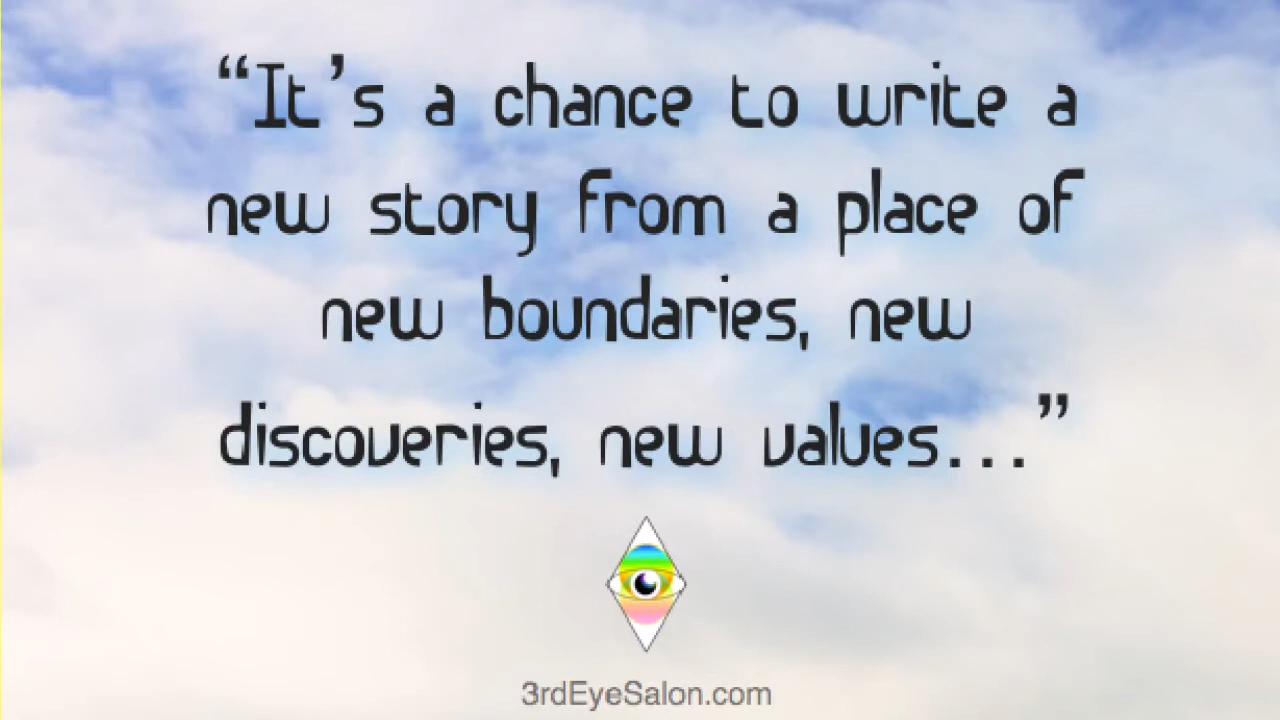 “It’s a chance to write a
new story from a place of
new boundaries, new
discoveries, new values...”
3rdEyeSalon.com